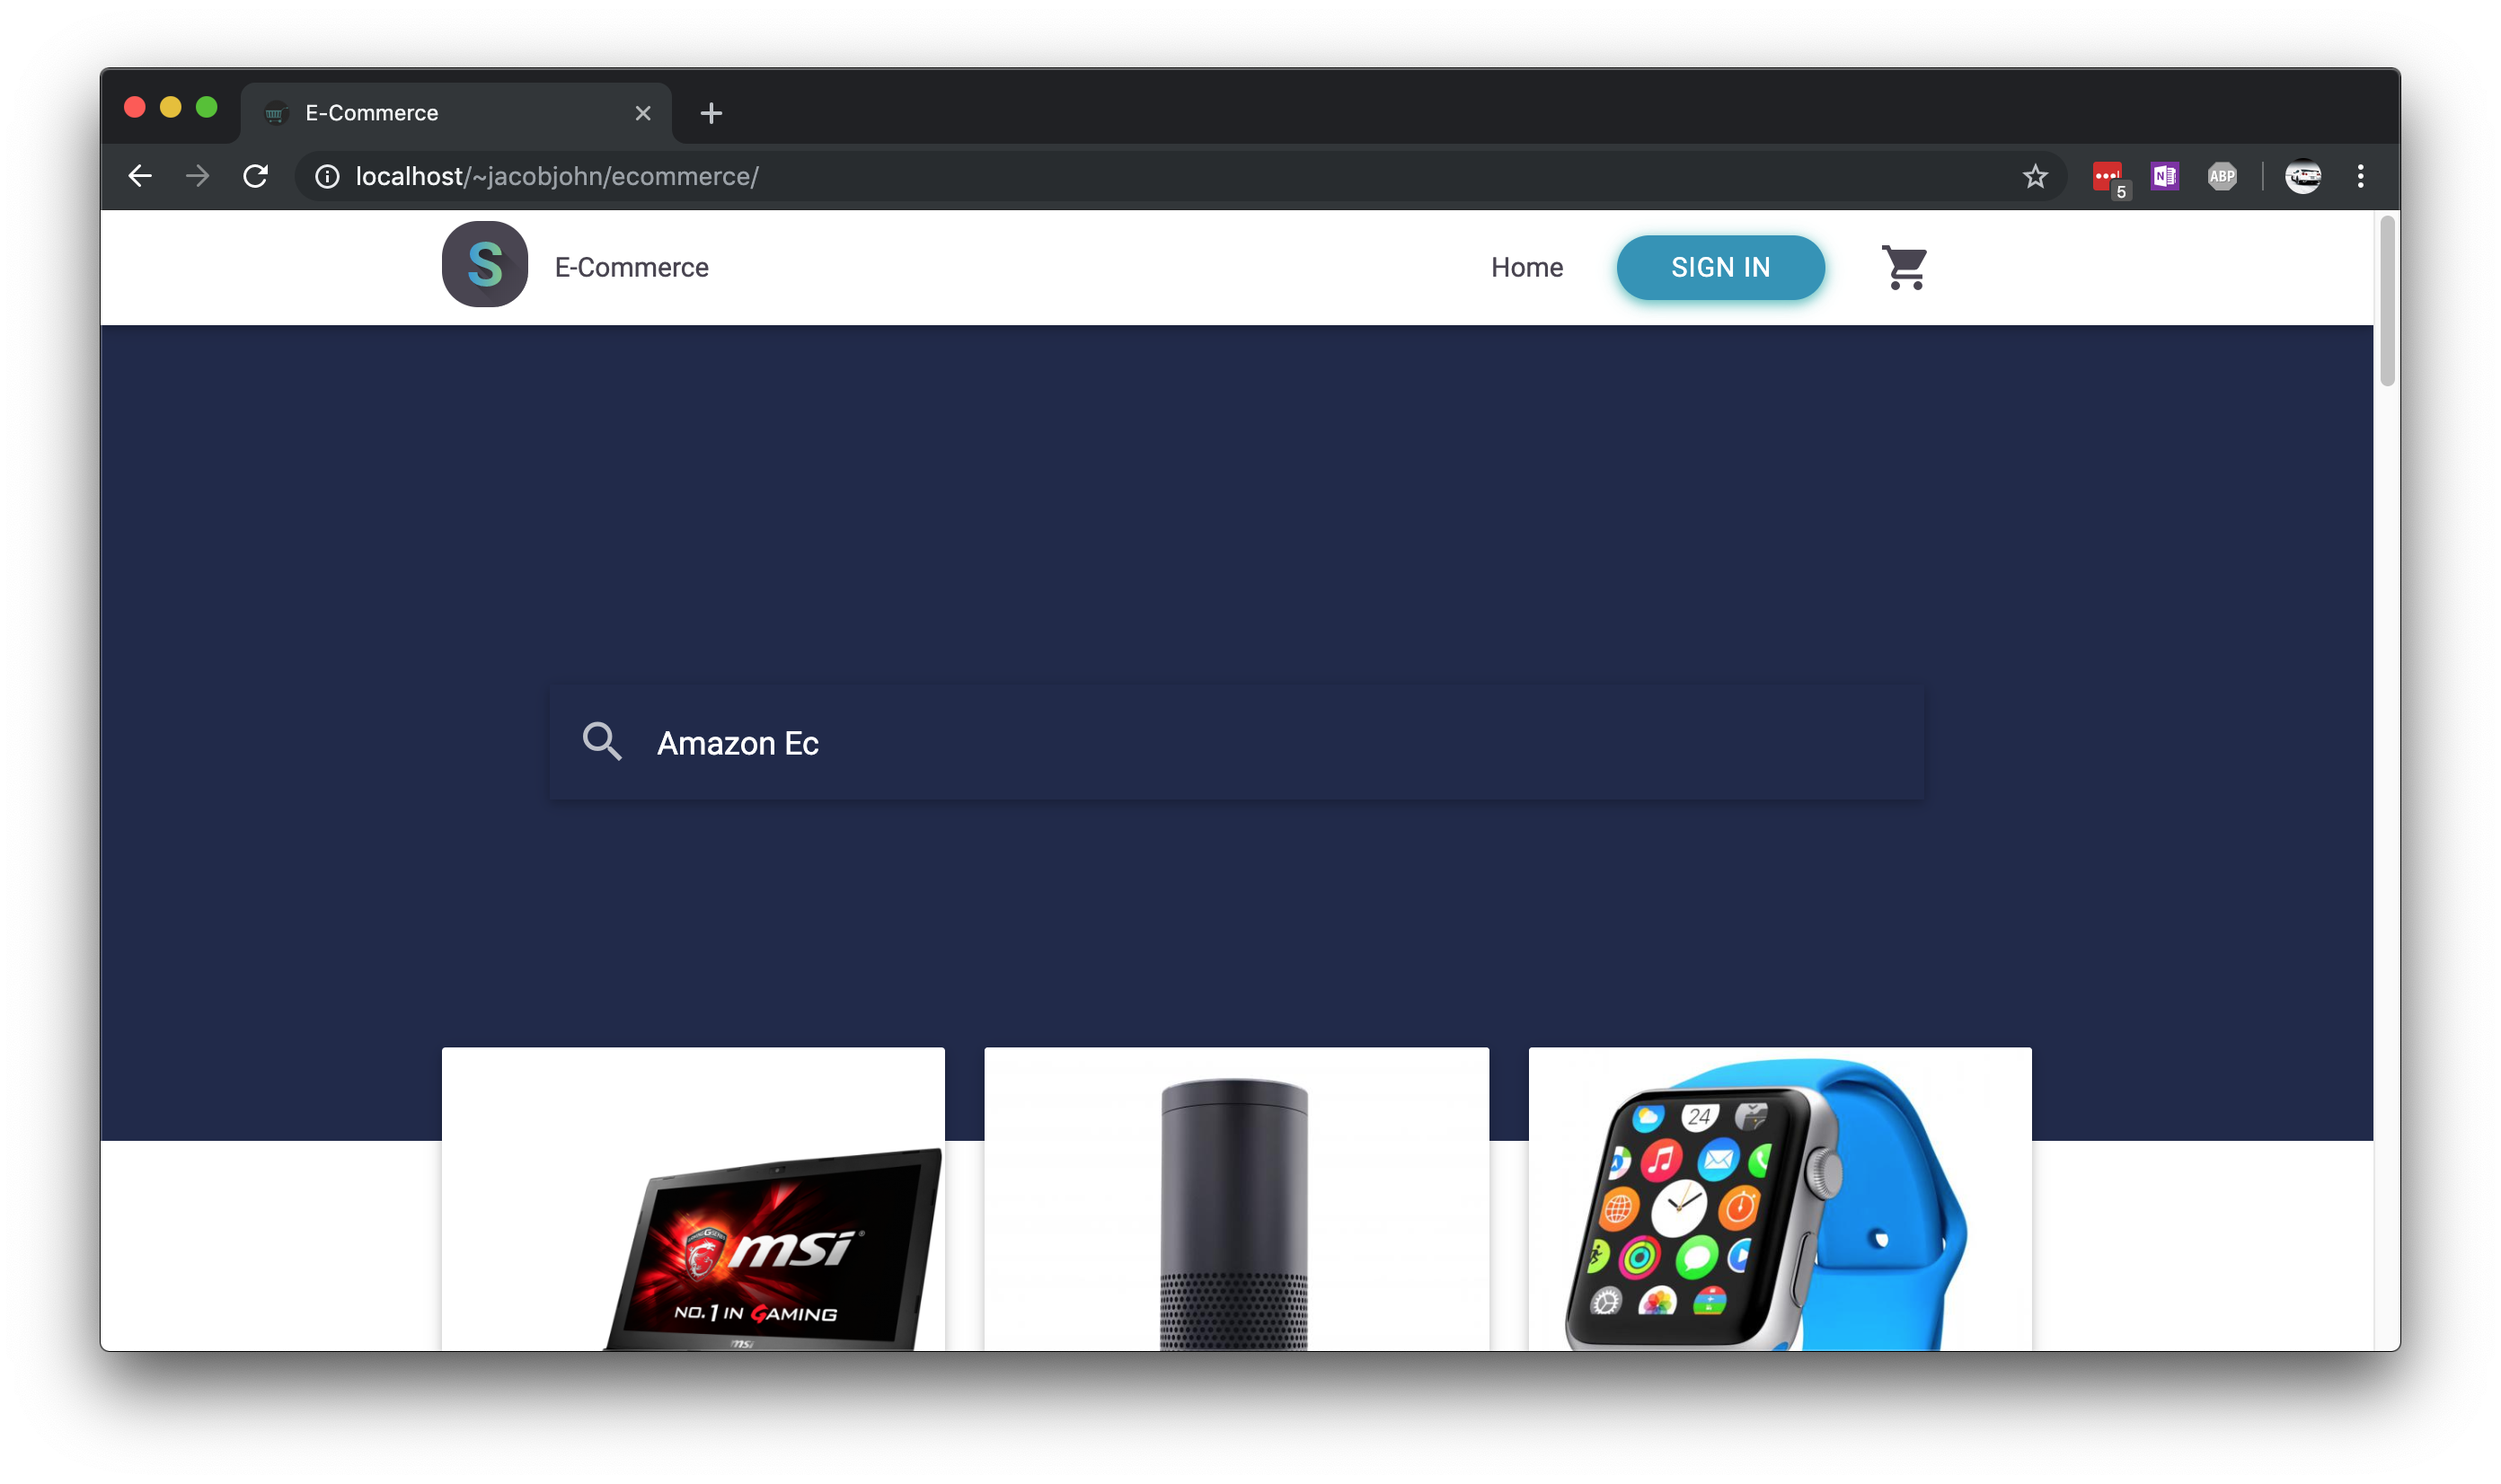 E-Commerce
localhost/~jacobjohn/ecommerce/
5
N
ABP
S
E-Commerce
Home
SIGN IN
Amazon Ec
24
msi
NO.1 IN GAMING
msi